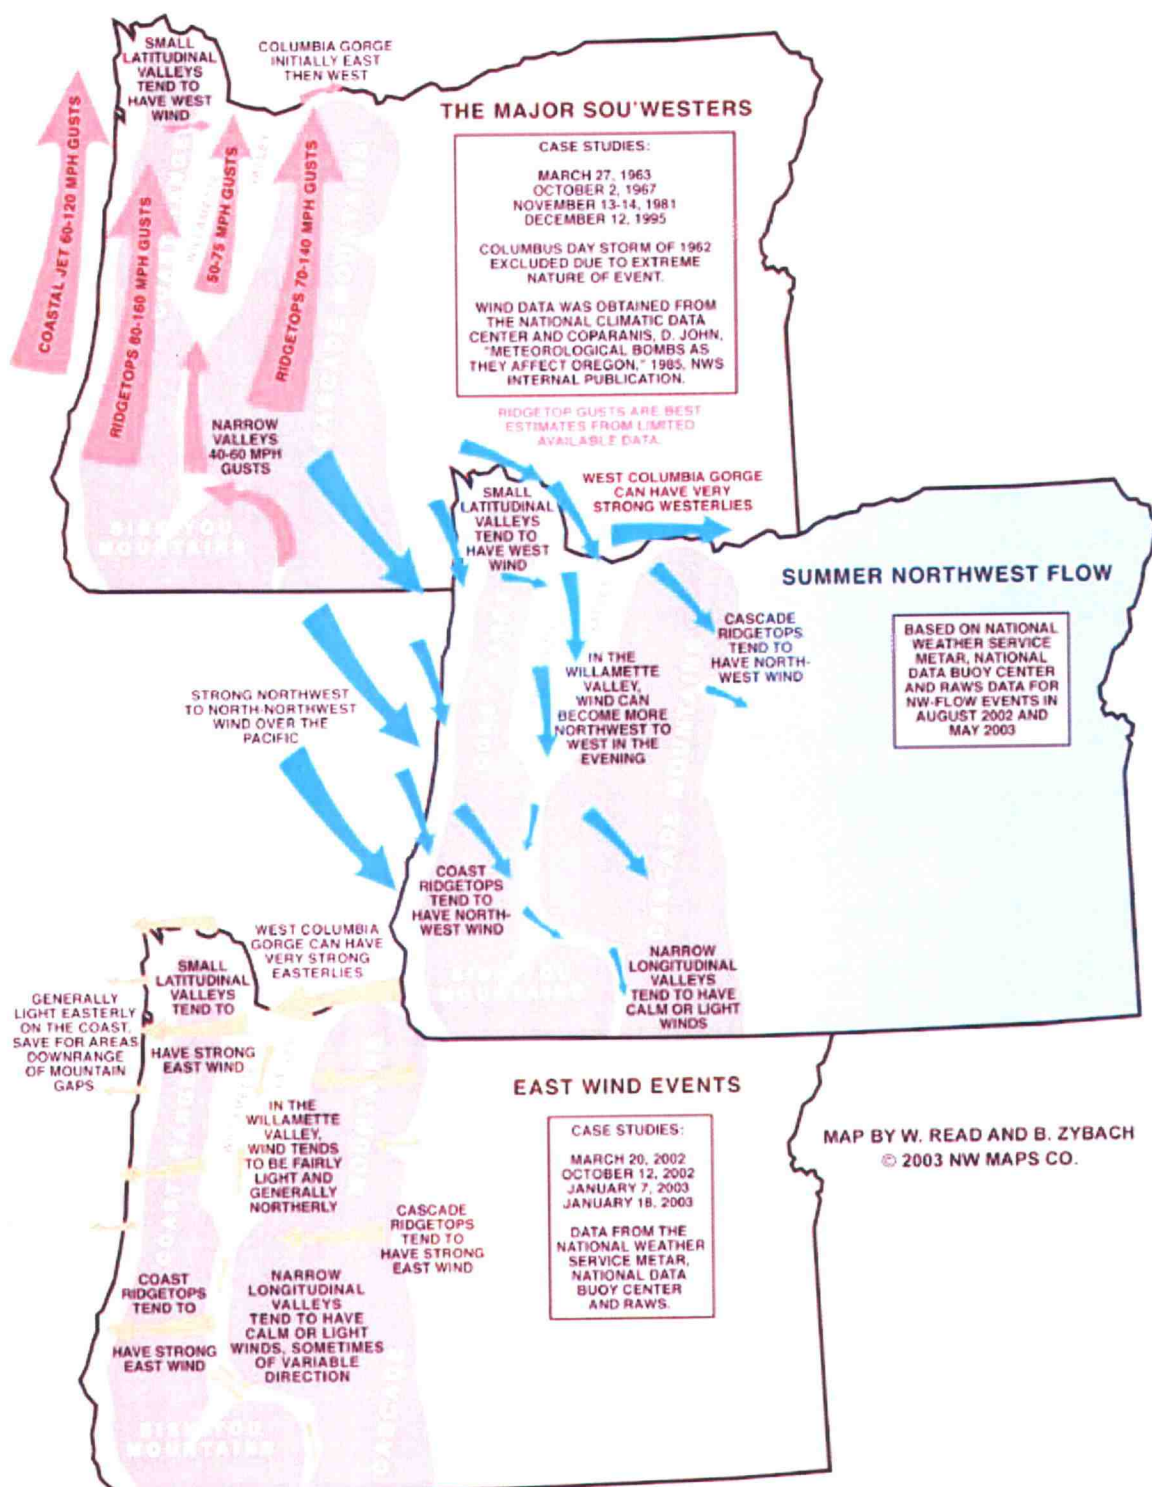 SMALL
LATITUDINAL
VALLEYS
TEND TO
HAVE WEST
WIND
COLUMBIA GORGE
INITIALLY EAST
THEN WEST
COASTAL JET 60-120 MPH GUSTS
RIDGETOPS 80-160 MPH GUSTS
50-75 MPH GUSTS
RIDGETOPS 70-140 MPH GUSTS
COAST RANGE
WILLAMETTE
VALLEY
CASCADE MOUNTAINS
NARROW
VALLEYS
40-60 MPH
GUSTS
SISKIYOU
MOUNTAINS
THE MAJOR SOU'WESTERS
CASE STUDIES:
MARCH 27, 1963
OCTOBER 2, 1967
NOVEMBER 13-14, 1981
DECEMBER 12, 1995
COLUMBUS DAY STORM OF 1962
EXCLUDED DUE TO EXTREME
NATURE OF EVENT.
WIND DATA WAS OBTAINED FROM
THE NATIONAL CLIMATIC DATA
CENTER AND COPARANIS, D. JOHN,
"METEOROLOGICAL BOMBS AS
THEY AFFECT OREGON," 1985, NWS
INTERNAL PUBLICATION.
RIDGETOP GUSTS ARE BEST
ESTIMATES FROM LIMITED
AVAILABLE DATA.
SMALL
LATITUDINAL
VALLEYS
TEND TO
HAVE WEST
WIND
WEST COLUMBIA GORGE
CAN HAVE VERY
STRONG WESTERLIES
SUMMER NORTHWEST FLOW
CASCADE
RIDGETOPS
TEND TO
HAVE NORTH-
WEST WIND
BASED ON NATIONAL
WEATHER SERVICE
METAR, NATIONAL
DATA BUOY CENTER
AND RAWS DATA FOR
NW-FLOW EVENTS IN
AUGUST 2002 AND
MAY 2003
IN THE
WILLAMETTE
VALLEY,
WIND CAN
BECOME MORE
NORTHWEST TO
WEST IN THE
EVENING
STRONG NORTHWEST
TO NORTH-NORTHWEST
WIND OVER THE
PACIFIC
COAST
RIDGETOPS
TEND TO
HAVE NORTH-
WEST WIND
SISKIYOU
MOUNTAINS
NARROW
LONGITUDINAL
VALLEYS
TEND TO HAVE
CALM OR LIGHT
WINDS
WEST COLUMBIA
GORGE CAN HAVE
VERY STRONG
EASTERLIES
SMALL
LATITUDINAL
VALLEYS
TEND TO
HAVE STRONG
EAST WIND
GENERALLY
LIGHT EASTERLY
ON THE COAST,
SAVE FOR AREAS
DOWNRANGE
OF MOUNTAIN
GAPS
EAST WIND EVENTS
CASE STUDIES:
MARCH 20, 2002
OCTOBER 12, 2002
JANUARY 7, 2003
JANUARY 18, 2003
DATA FROM THE
NATIONAL WEATHER
SERVICE METAR,
NATIONAL DATA
BUOY CENTER
AND RAWS.
IN THE
WILLAMETTE
VALLEY,
WIND TENDS
TO BE FAIRLY
LIGHT AND
GENERALLY
NORTHERLY
CASCADE
RIDGETOPS
TEND TO
HAVE STRONG
EAST WIND
COAST
RIDGETOPS
TEND TO
HAVE STRONG
EAST WIND
NARROW
LONGITUDINAL
VALLEYS
TEND TO HAVE
CALM OR LIGHT
WINDS, SOMETIMES
OF VARIABLE
DIRECTION
SISKIYOU
MOUNTAINS
CASCADE
MAP BY W. READ AND B. ZYBACH
© 2003 NW MAPS CO.